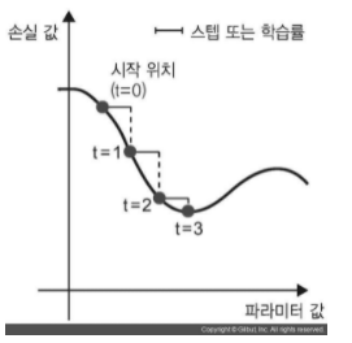 손실 값
스텝 또는 학습률
시작 위치
(t=0)
t=1
t=2
t=3
파라미터 값
Copyright © Gilbut, Inc. All rights reserved.